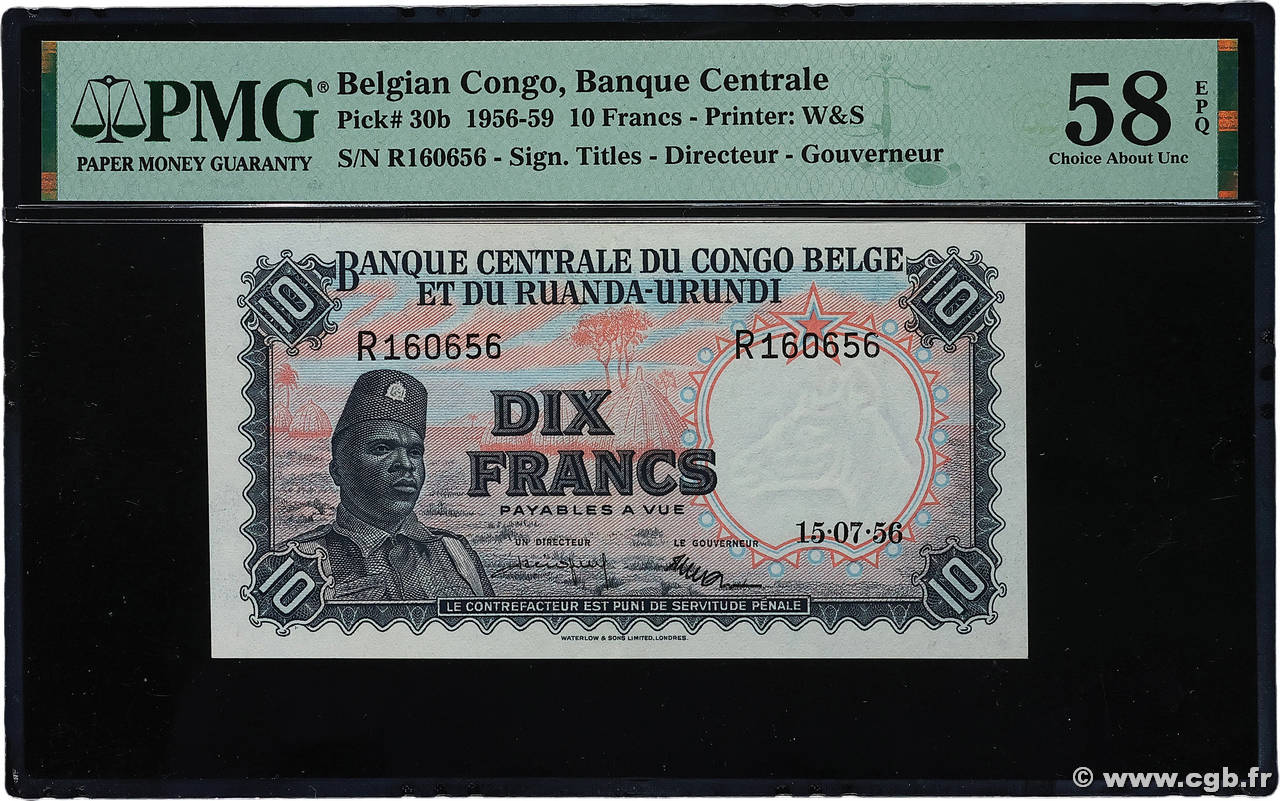 PMG®
PAPER MONEY GUARANTY
Belgian Congo, Banque Centrale
Pick# 30b 1956-59 10 Francs - Printer: W&S
S/N R160656 - Sign. Titles - Directeur - Gouverneur
58 EPQ
Choice About Unc
BANQUE CENTRALE DU CONGO BELGE
ET DU RUANDA-URUNDI
10 10
R160656 R160656
DIX
FRANCS
PAYABLES A VUE
UN DIRECTEUR LE GOUVERNEUR 15·07·56
10 10
LE CONTREFACTEUR EST PUNI DE SERVITUDE PÉNALE
WATERLOW & SONS LIMITED, LONDRES.
© www.cgb.fr